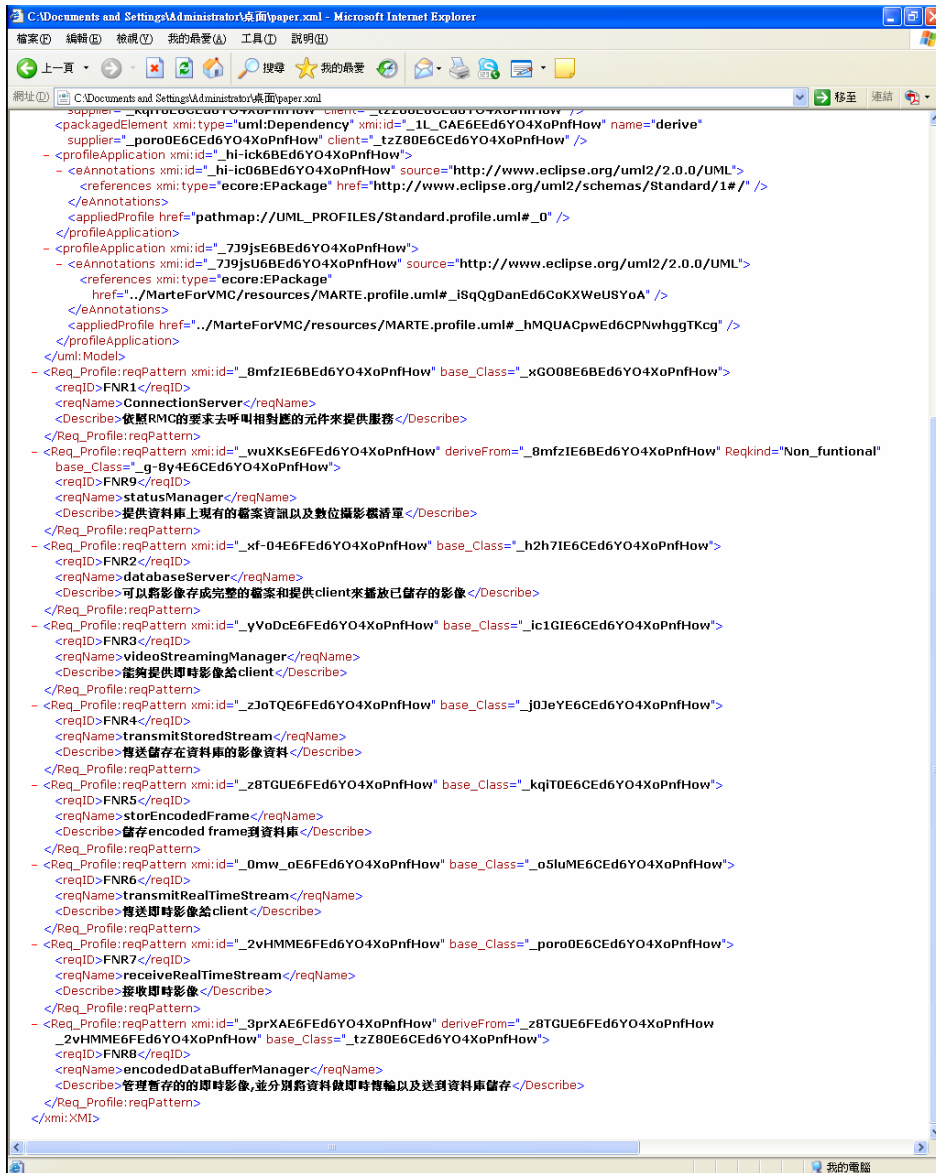 C:\Documents and Settings\Administrator\桌面\paper.xml - Microsoft Internet Explorer
檔案(F) 編輯(E) 檢視(V) 我的最愛(A) 工具(T) 說明(H)
上一頁 搜尋 我的最愛
網址(D) C:\Documents and Settings\Administrator\桌面\paper.xml 移至 連結
<packagedElement xmi:type="uml:Dependency" xmi:id="_1L_CAE6EEd6YO4XoPnfHow" name="derive"
supplier="_poro0E6CEd6YO4XoPnfHow" client="_tzZ80E6CEd6YO4XoPnfHow" />
- <profileApplication xmi:id="_hi-ick6BEd6YO4XoPnfHow">
- <eAnnotations xmi:id="_hi-ic06BEd6YO4XoPnfHow" source="http://www.eclipse.org/uml2/2.0.0/UML">
<references xmi:type="ecore:EPackage" href="http://www.eclipse.org/uml2/schemas/Standard/1#/" />
</eAnnotations>
<appliedProfile href="pathmap://UML_PROFILES/Standard.profile.uml#_0" />
</profileApplication>
- <profileApplication xmi:id="_7J9jsE6BEd6YO4XoPnfHow">
- <eAnnotations xmi:id="_7J9jsU6BEd6YO4XoPnfHow" source="http://www.eclipse.org/uml2/2.0.0/UML">
<references xmi:type="ecore:EPackage"
href="../MarteForVMC/resources/MARTE.profile.uml#_iSqQgDanEd6CoKXWeUSYoA" />
</eAnnotations>
<appliedProfile href="../MarteForVMC/resources/MARTE.profile.uml#_hMQUACpwEd6CPNwhggTKcg" />
</profileApplication>
</uml:Model>
- <Req_Profile:reqPattern xmi:id="_8mfzIE6BEd6YO4XoPnfHow" base_Class="_xGO08E6BEd6YO4XoPnfHow">
<reqID>FNR1</reqID>
<reqName>ConnectionServer</reqName>
<Describe>依照RMC的要求去呼叫相對應的元件來提供服務</Describe>
</Req_Profile:reqPattern>
- <Req_Profile:reqPattern xmi:id="_wuXKsE6FEd6YO4XoPnfHow" deriveFrom="_8mfzIE6BEd6YO4XoPnfHow" Reqkind="Non_funtional"
base_Class="_g-8y4E6CEd6YO4XoPnfHow">
<reqID>FNR9</reqID>
<reqName>statusManager</reqName>
<Describe>提供資料庫上現有的檔案資訊以及數位攝影機清單</Describe>
</Req_Profile:reqPattern>
- <Req_Profile:reqPattern xmi:id="_xf-04E6FEd6YO4XoPnfHow" base_Class="_h2h7IE6CEd6YO4XoPnfHow">
<reqID>FNR2</reqID>
<reqName>databaseServer</reqName>
<Describe>可以將影像存成完整的檔案和提供client來播放已儲存的影像</Describe>
</Req_Profile:reqPattern>
- <Req_Profile:reqPattern xmi:id="_yVoDcE6FEd6YO4XoPnfHow" base_Class="_ic1GIE6CEd6YO4XoPnfHow">
<reqID>FNR3</reqID>
<reqName>videoStreamingManager</reqName>
<Describe>能夠提供即時影像給client</Describe>
</Req_Profile:reqPattern>
- <Req_Profile:reqPattern xmi:id="_zJoTQE6FEd6YO4XoPnfHow" base_Class="_j0JeYE6CEd6YO4XoPnfHow">
<reqID>FNR4</reqID>
<reqName>transmitStoredStream</reqName>
<Describe>傳送儲存在資料庫的影像資料</Describe>
</Req_Profile:reqPattern>
- <Req_Profile:reqPattern xmi:id="_z8TGUE6FEd6YO4XoPnfHow" base_Class="_kqiT0E6CEd6YO4XoPnfHow">
<reqID>FNR5</reqID>
<reqName>storEncodedFrame</reqName>
<Describe>儲存encoded frame到資料庫</Describe>
</Req_Profile:reqPattern>
- <Req_Profile:reqPattern xmi:id="_0mw_oE6FEd6YO4XoPnfHow" base_Class="_o5luME6CEd6YO4XoPnfHow">
<reqID>FNR6</reqID>
<reqName>transmitRealTimeStream</reqName>
<Describe>傳送即時影像給client</Describe>
</Req_Profile:reqPattern>
- <Req_Profile:reqPattern xmi:id="_2vHMME6FEd6YO4XoPnfHow" base_Class="_poro0E6CEd6YO4XoPnfHow">
<reqID>FNR7</reqID>
<reqName>receiveRealTimeStream</reqName>
<Describe>接收即時影像</Describe>
</Req_Profile:reqPattern>
- <Req_Profile:reqPattern xmi:id="_3prXAE6FEd6YO4XoPnfHow" deriveFrom="_z8TGUE6FEd6YO4XoPnfHow
_2vHMME6FEd6YO4XoPnfHow" base_Class="_tzZ80E6CEd6YO4XoPnfHow">
<reqID>FNR8</reqID>
<reqName>encodedDataBufferManager</reqName>
<Describe>管理暫存的的即時影像,並分別將資料做即時傳輸以及送到資料庫儲存</Describe>
</Req_Profile:reqPattern>
</xmi:XMI>
我的電腦